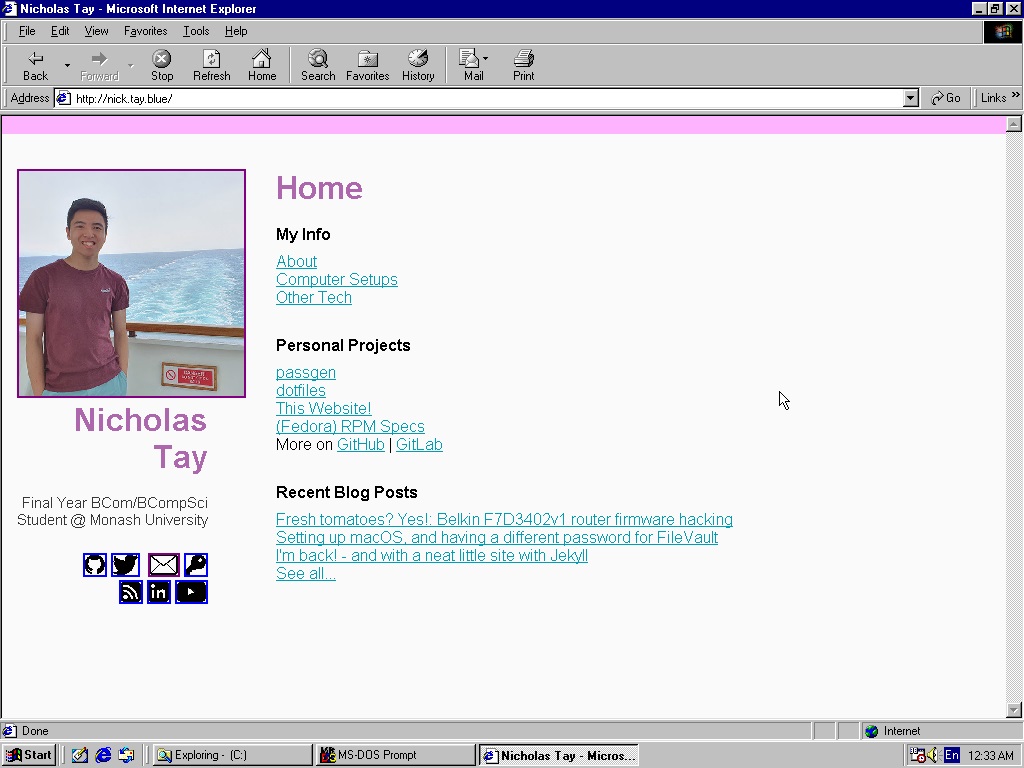 Nicholas Tay - Microsoft Internet Explorer
File Edit View Favorites Tools Help
Back Forward Stop Refresh Home Search Favorites History Mail Print
Address http://nick.tay.blue/ Go Links »
Home
My Info
About
Computer Setups
Other Tech
Personal Projects
passgen
dotfiles
This Website!
(Fedora) RPM Specs
More on GitHub | GitLab
Recent Blog Posts
Fresh tomatoes? Yes!: Belkin F7D3402v1 router firmware hacking
Setting up macOS, and having a different password for FileVault
I'm back! - and with a neat little site with Jekyll
See all...
DANGER
Nicholas
Tay
Final Year BCom/BCompSci
Student @ Monash University
in
Done Internet
Start Exploring - (C:) MS-DOS Prompt Nicholas Tay - Micros... En 12:33 AM